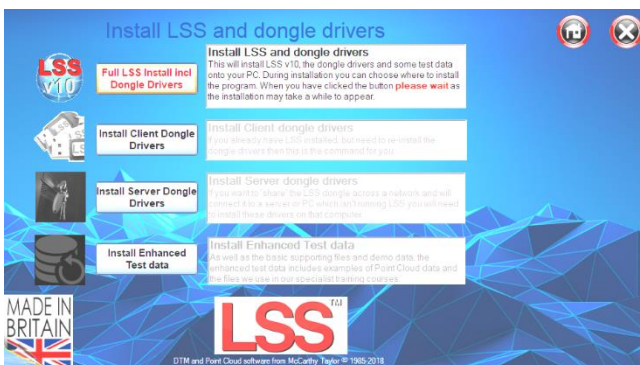 Install LSS and dongle drivers
LSS
v10
Full LSS Install incl
Dongle Drivers
Install LSS and dongle drivers
This will install LSS v10, the dongle drivers and some test data
onto your PC. During installation you can choose where to install
the program. When you have clicked the button please wait as
the installation may take a while to appear.
Install Client Dongle
Drivers
Install Client dongle drivers
If you already have LSS installed, but need to re-install the
dongle drivers then this is the command for you.
Install Server Dongle
Drivers
Install Server dongle drivers
If you want to 'share' the LSS dongle across a network and will
connect it to a server or PC which isn't running LSS you will need
to install these drivers on that computer.
Install Enhanced
Test data
Install Enhanced Test data
As well as the basic supporting files and demo data, the
enhanced test data includes examples of Point Cloud data and
the files we use in our specialist training courses.
MADE IN
BRITAIN
LSS™
DTM and Point Cloud software from McCarthy Taylor © 1985-2018